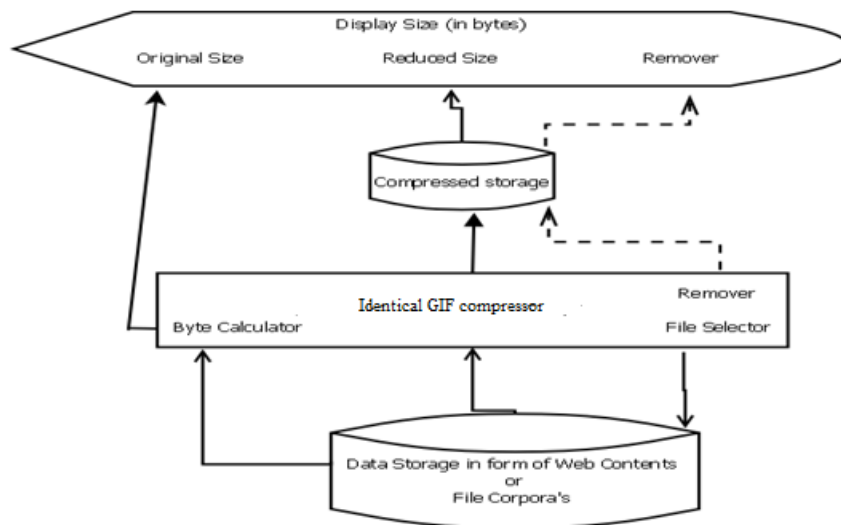 Display Size (in bytes)
Original Size
Reduced Size
Remover
Compressed storage
Remover
Identical GIF compressor
Byte Calculator
File Selector
Data Storage in form of Web Contents
or
File Corpora's